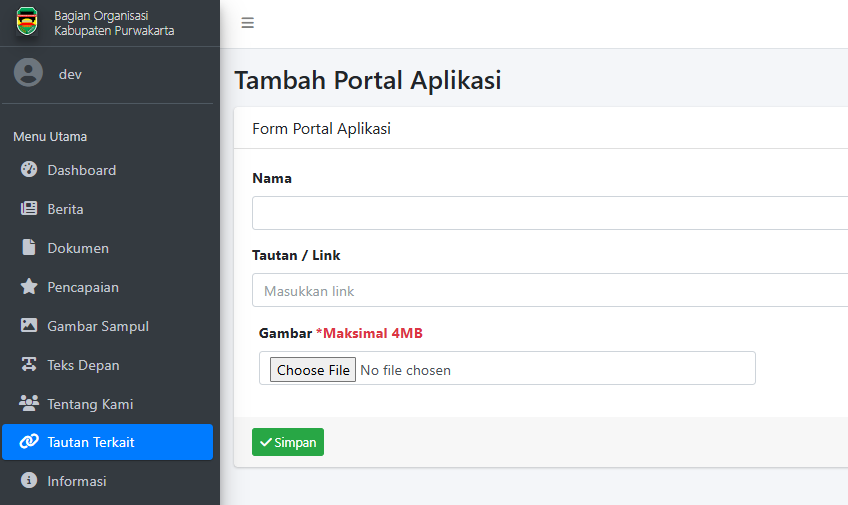 Bagian Organisasi
Kabupaten Purwakarta
dev
Menu Utama
Dashboard
Berita
Dokumen
Pencapaian
Gambar Sampul
Teks Depan
Tentang Kami
Tautan Terkait
Informasi
Tambah Portal Aplikasi
Form Portal Aplikasi
Nama
Tautan / Link
Masukkan link
Gambar *Maksimal 4MB
Choose File No file chosen
Simpan